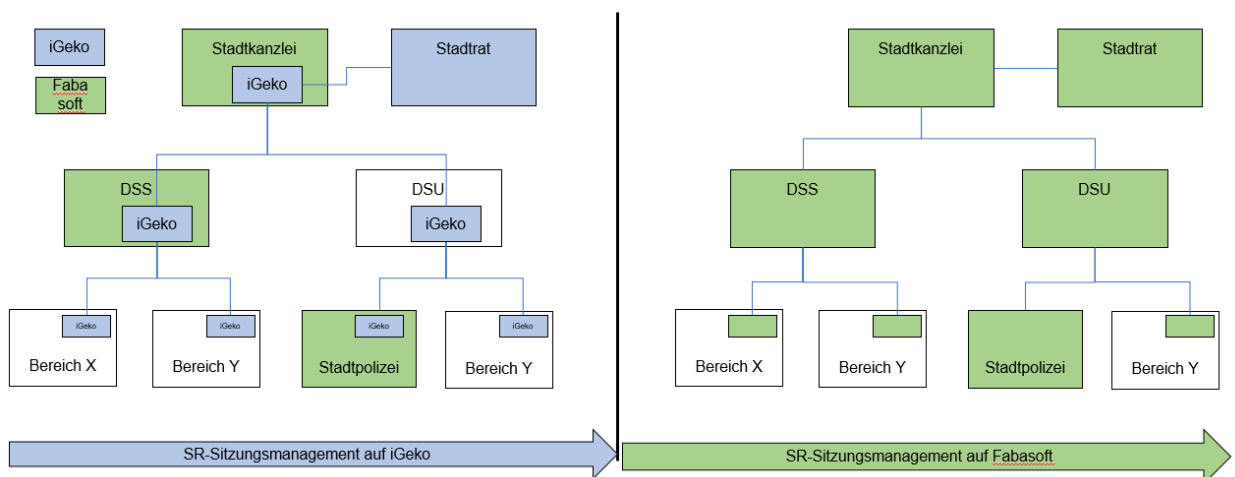 iGeko
Faba
soft
Stadtkanzlei
iGeko
Stadtrat
DSS
iGeko
DSU
iGeko
iGeko
Bereich X
iGeko
Bereich Y
iGeko
Stadtpolizei
iGeko
Bereich Y
SR-Sitzungsmanagement auf iGeko
Stadtkanzlei
Stadtrat
DSS
DSU
Bereich X
Bereich Y
Stadtpolizei
Bereich Y
SR-Sitzungsmanagement auf Fabasoft